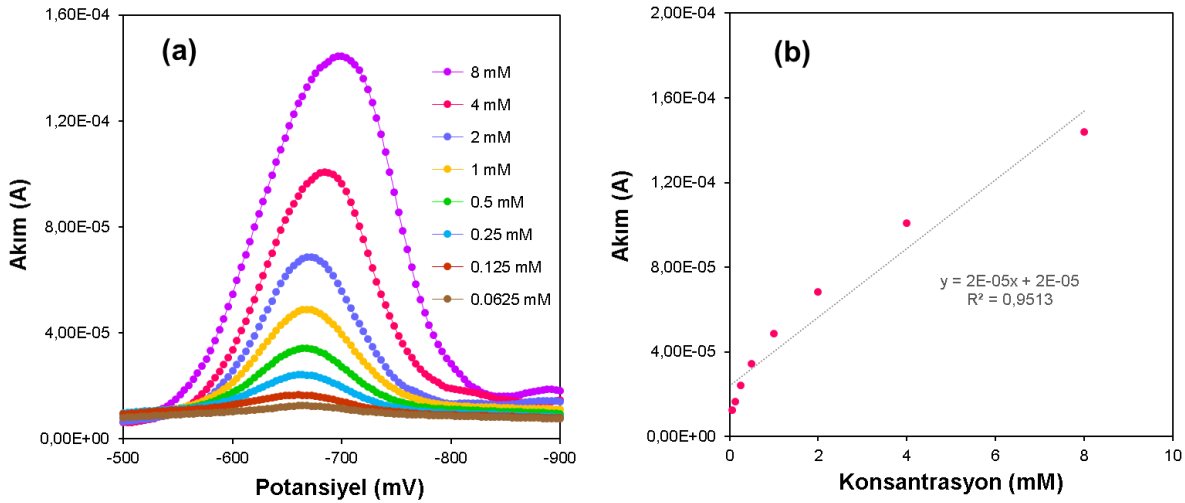 (a)
Akım (A)
1,60E-04
1,20E-04
8,00E-05
4,00E-05
0,00E+00
8 mM
4 mM
2 mM
1 mM
0.5 mM
0.25 mM
0.125 mM
0.0625 mM
-500 -600 -700 -800 -900
Potansiyel (mV)
(b)
Akım (A)
2,00E-04
1,60E-04
1,20E-04
8,00E-05
4,00E-05
0,00E+00
y = 2E-05x + 2E-05
R² = 0,9513
0 2 4 6 8 10
Konsantrasyon (mM)